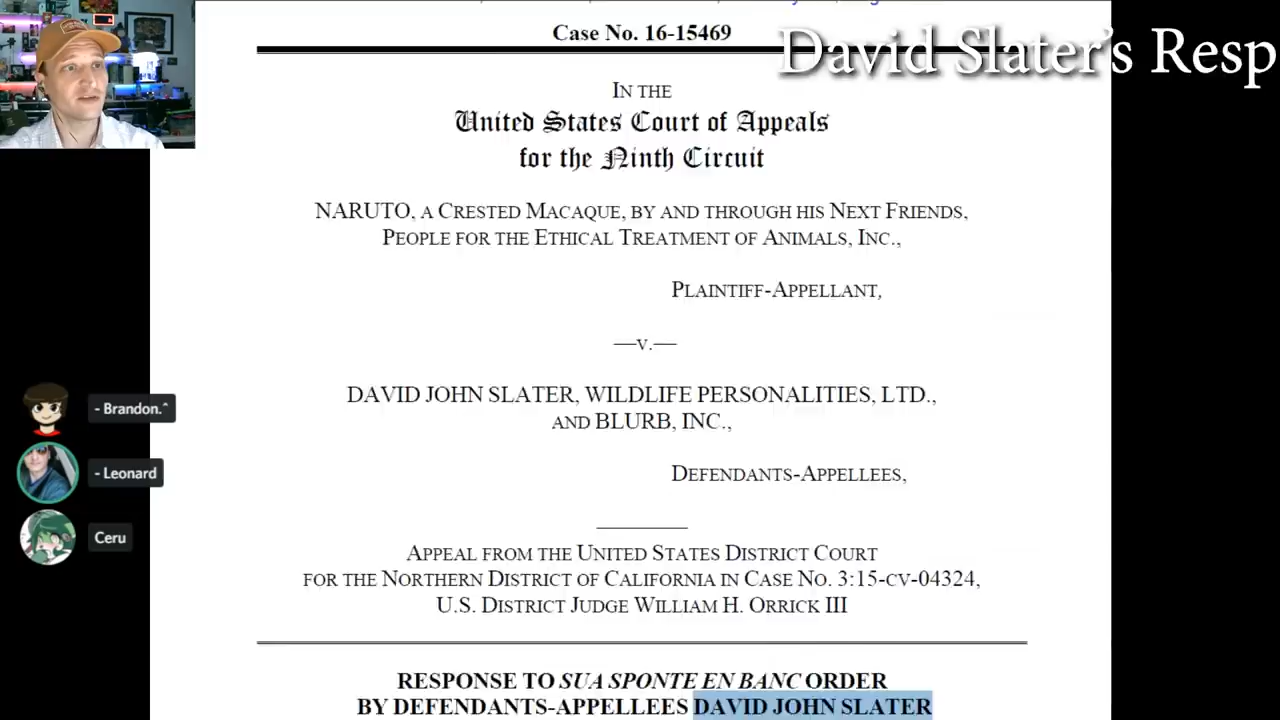 Case No. 16-15469
David Slater's Resp
IN THE
United States Court of Appeals
for the Ninth Circuit
NARUTO, A CRESTED MACAQUE, BY AND THROUGH HIS NEXT FRIENDS,
PEOPLE FOR THE ETHICAL TREATMENT OF ANIMALS, INC.,
PLAINTIFF-APPELLANT,
—v.—
DAVID JOHN SLATER, WILDLIFE PERSONALITIES, LTD.,
AND BLURB, INC.,
DEFENDANTS-APPELLEES,
- Brandon.^
- Leonard
Ceru
APPEAL FROM THE UNITED STATES DISTRICT COURT
FOR THE NORTHERN DISTRICT OF CALIFORNIA IN CASE NO. 3:15-CV-04324,
U.S. DISTRICT JUDGE WILLIAM H. ORRICK III
RESPONSE TO SUA SPONTE EN BANC ORDER
BY DEFENDANTS-APPELLEES DAVID JOHN SLATER